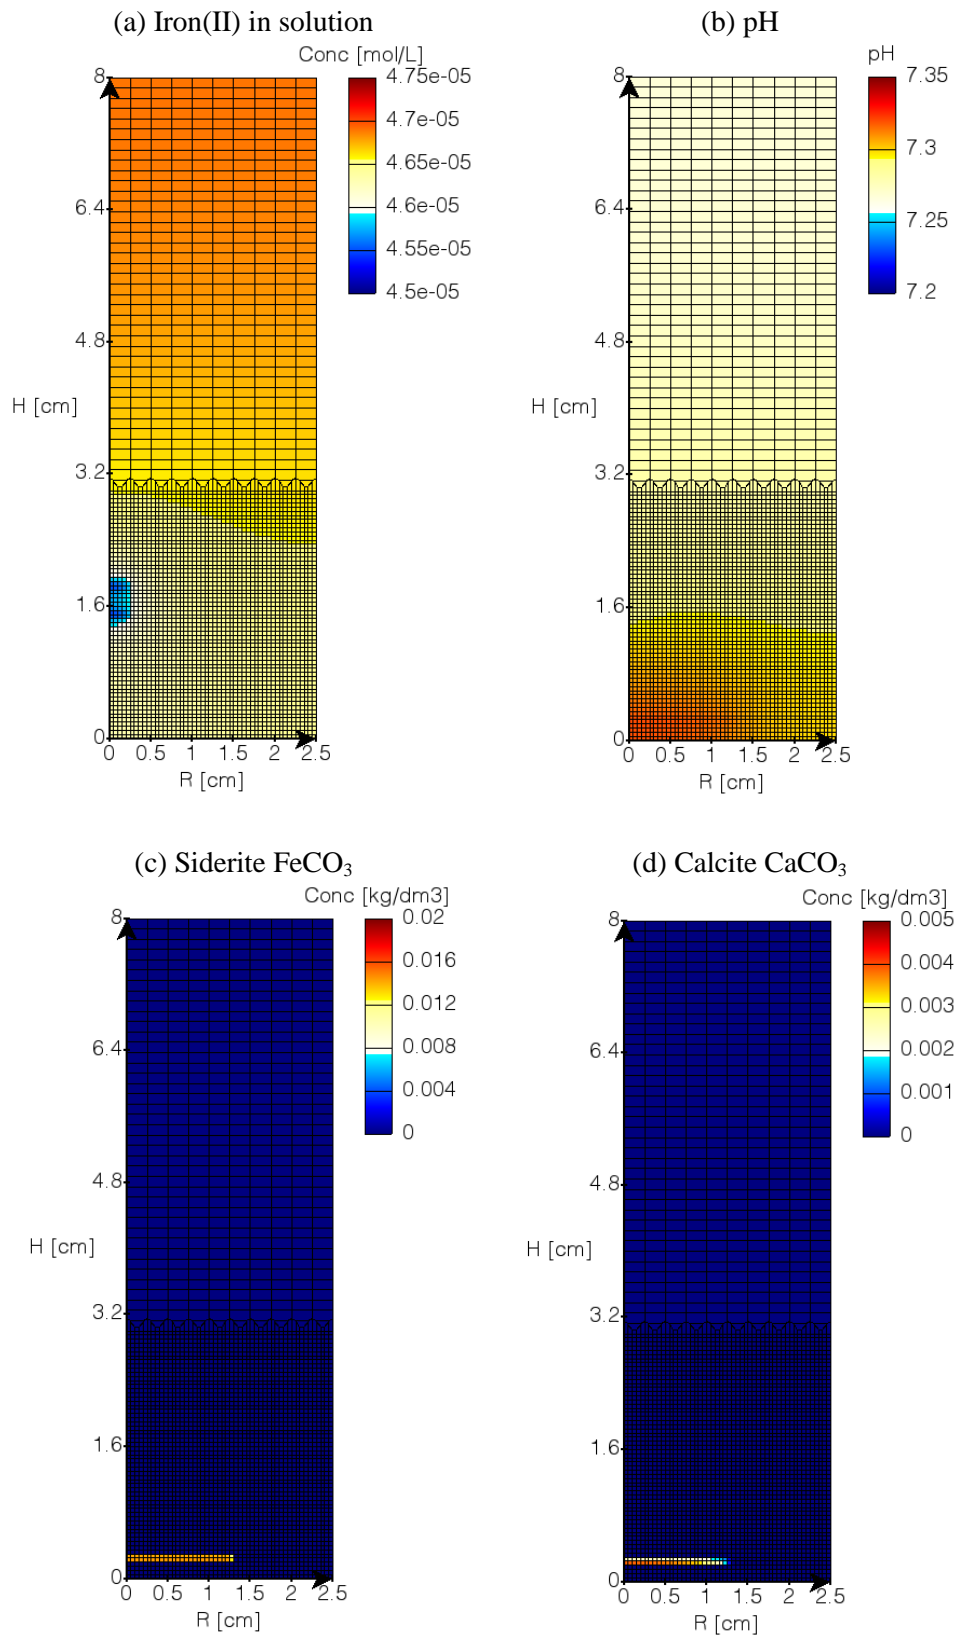 (a) Iron(II) in solution
Conc [mol/L]
8
4.75e-05
4.7e-05
4.65e-05
4.6e-05
4.55e-05
4.5e-05
6.4
4.8
H [cm]
3.2
1.6
0
0 0.5 1 1.5 2 2.5
R [cm]
(b) pH
pH
8
7.35
7.3
7.25
7.2
6.4
4.8
H [cm]
3.2
1.6
0
0 0.5 1 1.5 2 2.5
R [cm]
(c) Siderite FeCO₃
Conc [kg/dm3]
8
0.02
0.016
0.012
0.008
0.004
0
6.4
4.8
H [cm]
3.2
1.6
0
0 0.5 1 1.5 2 2.5
R [cm]
(d) Calcite CaCO₃
Conc [kg/dm3]
8
0.005
0.004
0.003
0.002
0.001
0
6.4
4.8
H [cm]
3.2
1.6
0
0 0.5 1 1.5 2 2.5
R [cm]